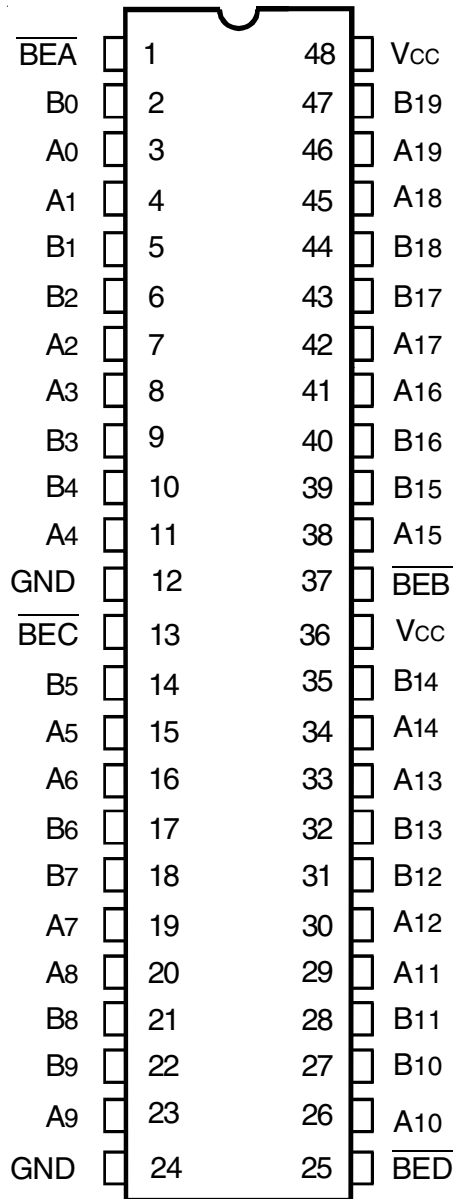 B̅E̅A̅ 1 48 VCC
B0 2 47 B19
A0 3 46 A19
A1 4 45 A18
B1 5 44 B18
B2 6 43 B17
A2 7 42 A17
A3 8 41 A16
B3 9 40 B16
B4 10 39 B15
A4 11 38 A15
GND 12 37 B̅E̅B̅
B̅E̅C̅ 13 36 VCC
B5 14 35 B14
A5 15 34 A14
A6 16 33 A13
B6 17 32 B13
B7 18 31 B12
A7 19 30 A12
A8 20 29 A11
B8 21 28 B11
B9 22 27 B10
A9 23 26 A10
GND 24 25 B̅E̅D̅